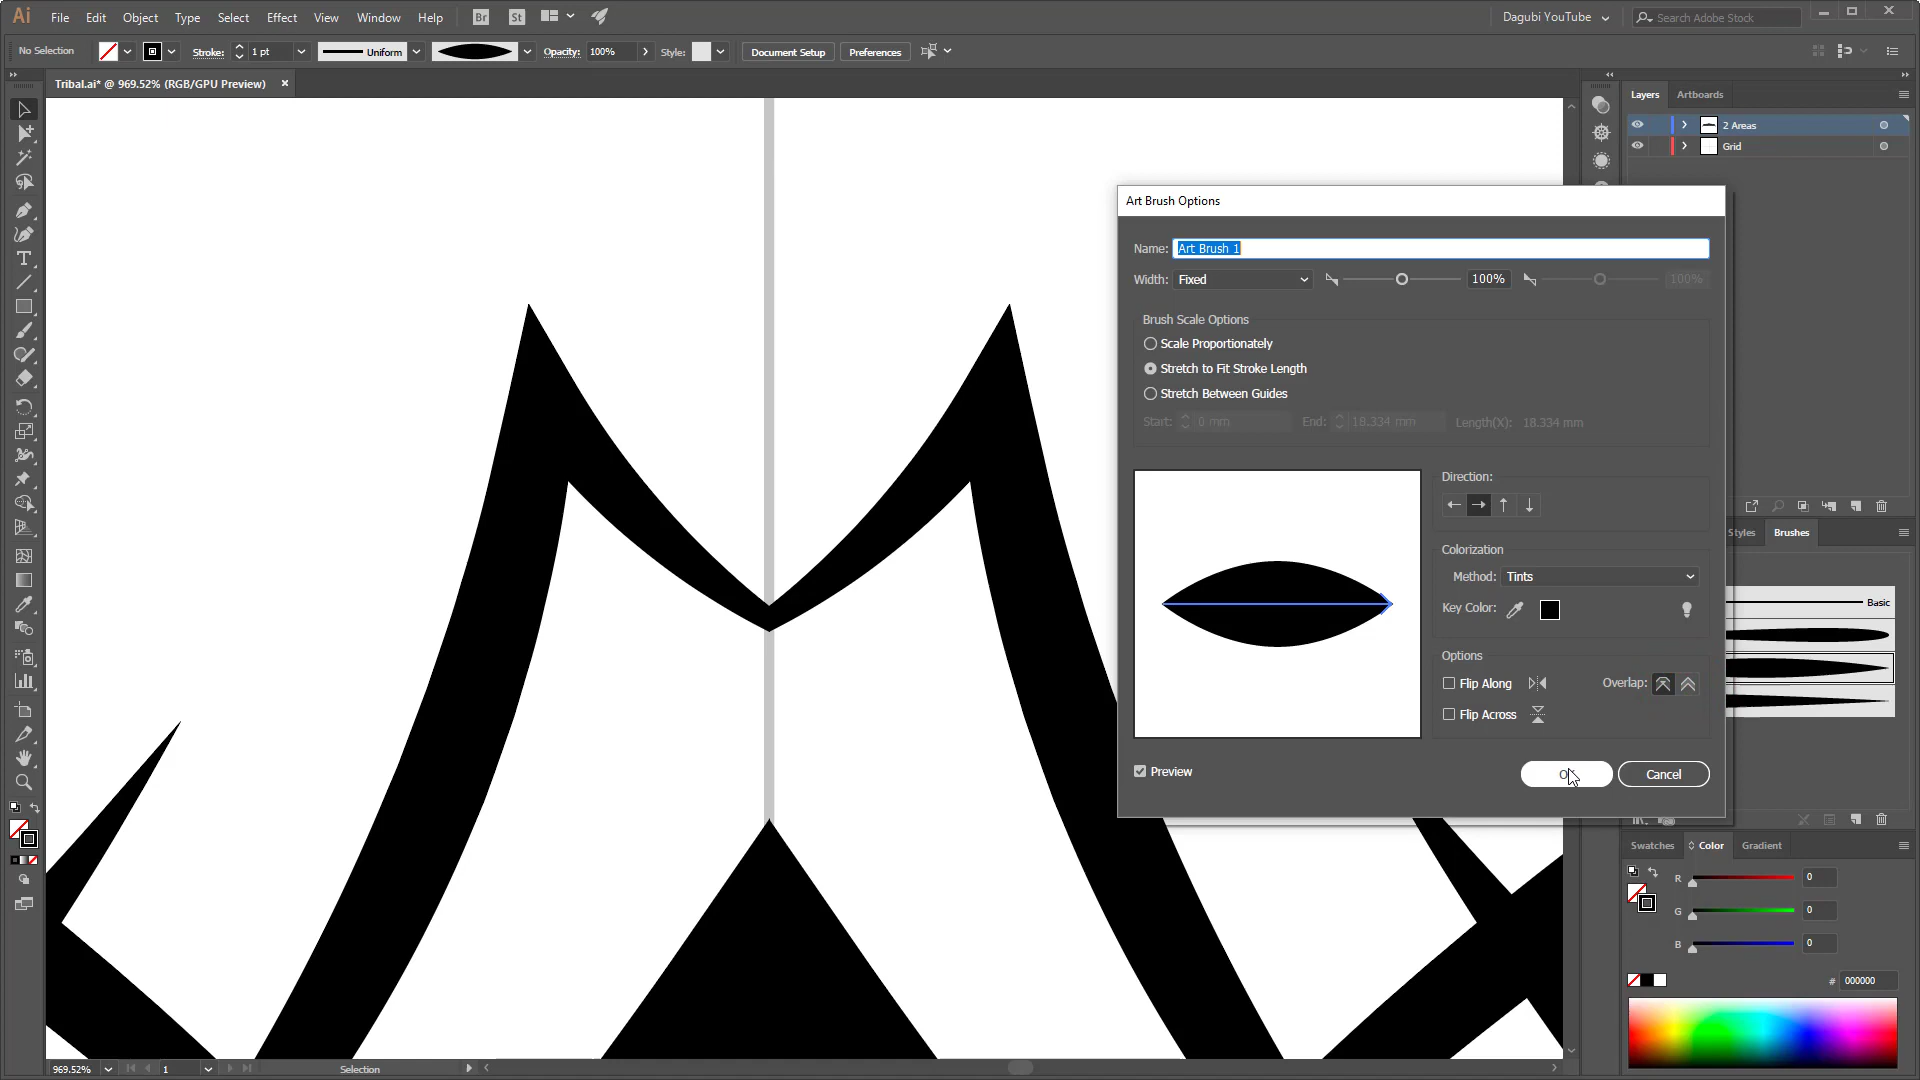 Ai File Edit Object Type Select Effect View Window Help Br St Dagubi YouTube Search Adobe Stock
No Selection Stroke: 1 pt Uniform Opacity: 100% Style: Document Setup Preferences
Tribal.ai* @ 969.52% (RGB/GPU Preview)
Layers Artboards
2 Areas
Grid
Art Brush Options
Name: Art Brush 1
Width: Fixed 100% 100%
Brush Scale Options
Scale Proportionately
Stretch to Fit Stroke Length
Stretch Between Guides
Start: 0 mm End: 18.334 mm Length(X): 18.334 mm
Direction:
Colorization
Method: Tints
Key Color:
Options
Flip Along Overlap:
Flip Across
Preview
Cancel
Styles Brushes
Basic
Swatches Color Gradient
R 0
G 0
B 0
# 000000
969.52% 1 Selection